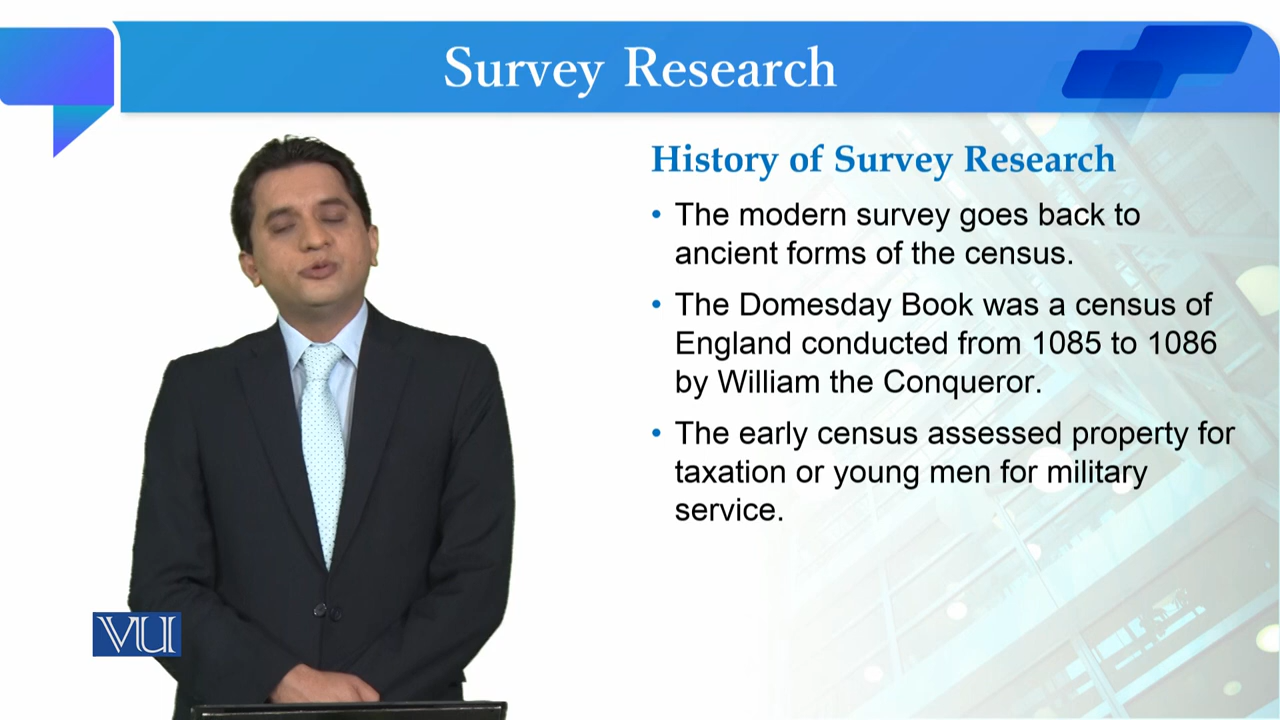 Survey Research
History of Survey Research
• The modern survey goes back to
ancient forms of the census.
• The Domesday Book was a census of
England conducted from 1085 to 1086
by William the Conqueror.
• The early census assessed property for
taxation or young men for military
service.
VU